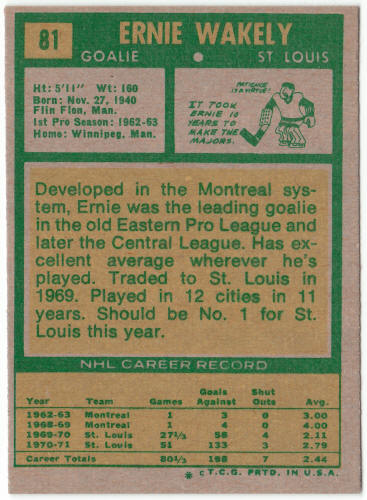 81 ERNIE WAKELY
GOALIE • ST LOUIS
Ht: 5'11" Wt: 160
Born: Nov. 27, 1940
Flin Flon, Man.
1st Pro Season: 1962-63
Home: Winnipeg, Man.
PATIENCE
IS A VIRTUE!
IT TOOK
ERNIE 10
YEARS TO
MAKE THE
MAJORS.
Developed in the Montreal sys-
tem, Ernie was the leading goalie
in the old Eastern Pro League and
later the Central League. Has ex-
cellent average wherever he's
played. Traded to St. Louis in
1969. Played in 12 cities in 11
years. Should be No. 1 for St.
Louis this year.
NHL CAREER RECORD
Year Team Games Goals Against Shut Outs Avg.
1962-63 Montreal 1 3 0 3.00
1968-69 Montreal 1 4 0 4.00
1969-70 St. Louis 27 1/3 58 4 2.11
1970-71 St. Louis 51 133 3 2.79
Career Totals 80 1/3 198 7 2.44
* © T.C.G. PRTD. IN U.S.A.